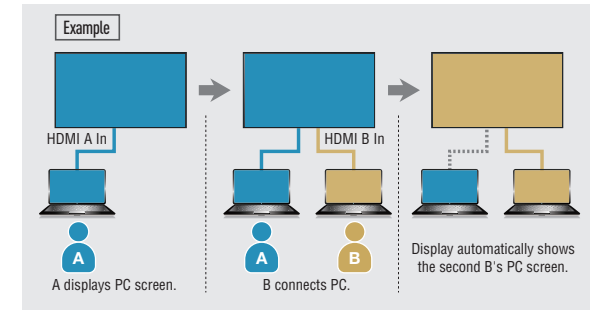 Example
HDMI A In
A
A displays PC screen.
HDMI B In
A
B
B connects PC.
Display automatically shows
the second B's PC screen.